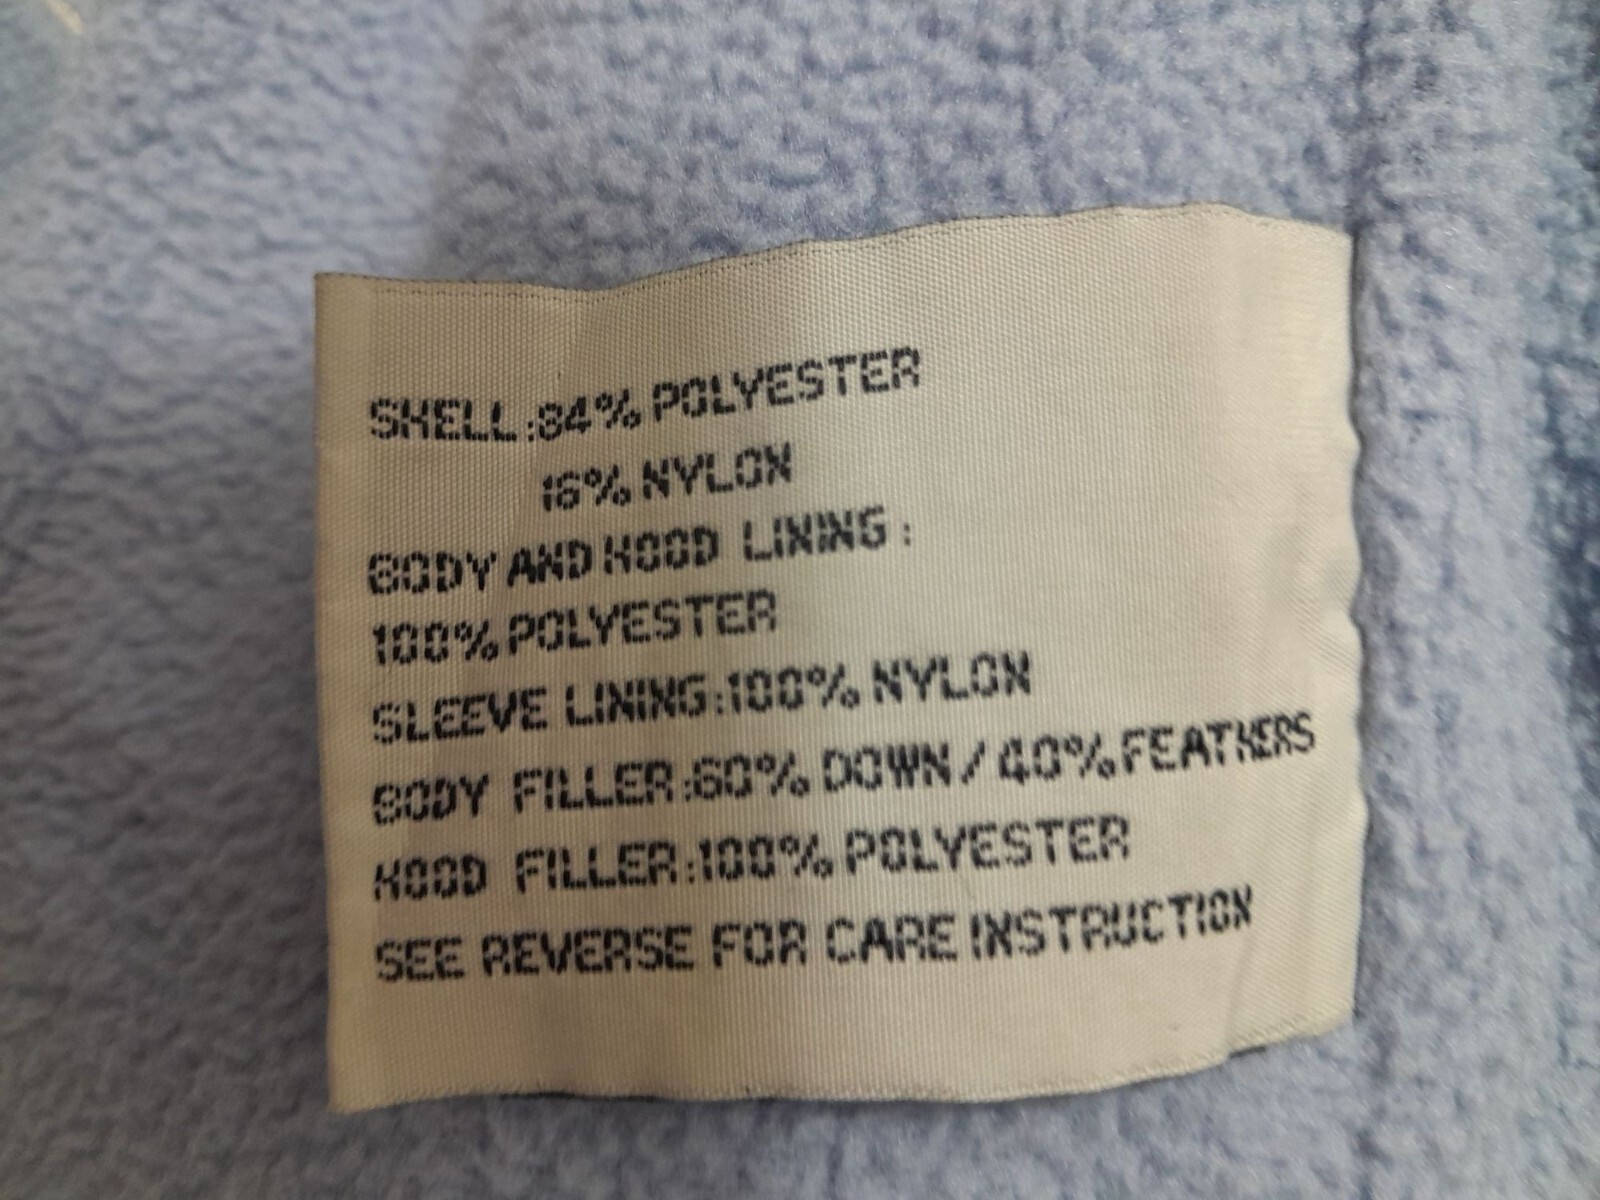 SHELL:84% POLYESTER
16% NYLON
BODY AND HOOD LINING:
100% POLYESTER
SLEEVE LINING:100% NYLON
BODY FILLER:60% DOWN / 40% FEATHERS
HOOD FILLER:100% POLYESTER
SEE REVERSE FOR CARE INSTRUCTION